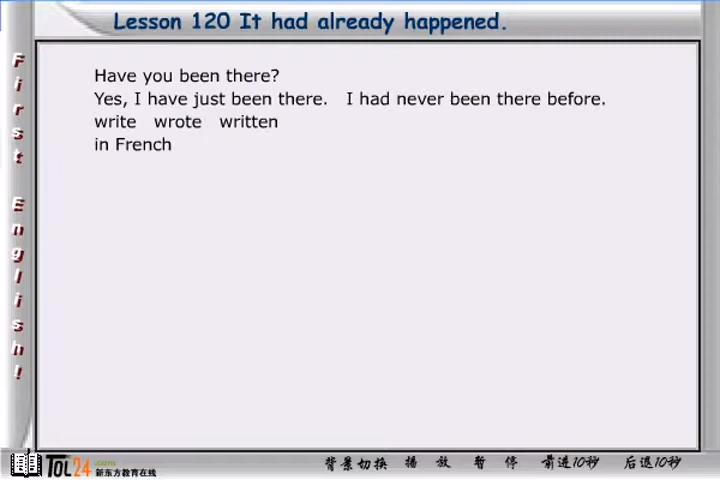 Lesson 120 It had already happened.
First English!
Have you been there?
Yes, I have just been there. I had never been there before.
write wrote written
in French
TOL24
新东方教育在线
背景切换 播放 暂停 前进10秒 后退10秒